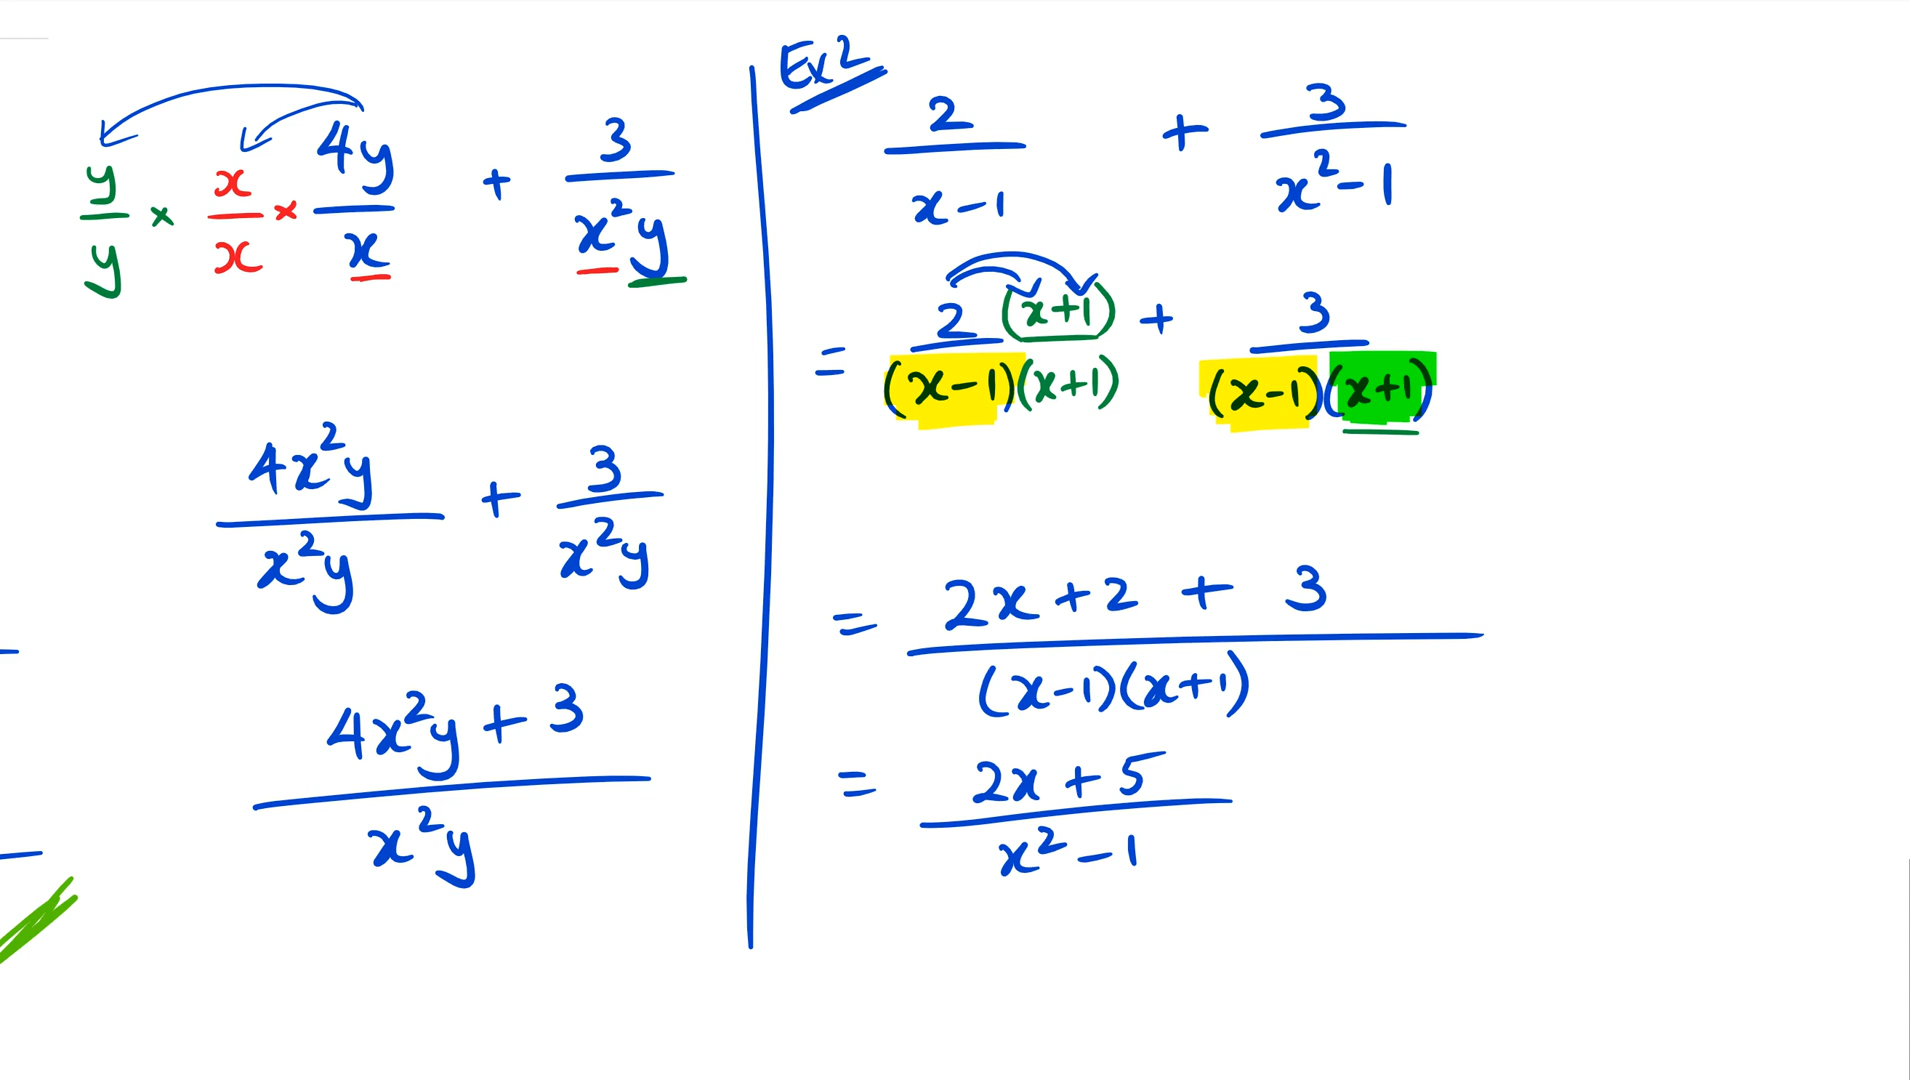 y/y × x/x × 4y/x + 3/x²y
4x²y/x²y + 3/x²y
4x²y + 3/x²y
Ex2
2/x-1 + 3/x²-1
= 2(x+1)/(x-1)(x+1) + 3/(x-1)(x+1)
= 2x+2 + 3/(x-1)(x+1)
= 2x+5/x²-1